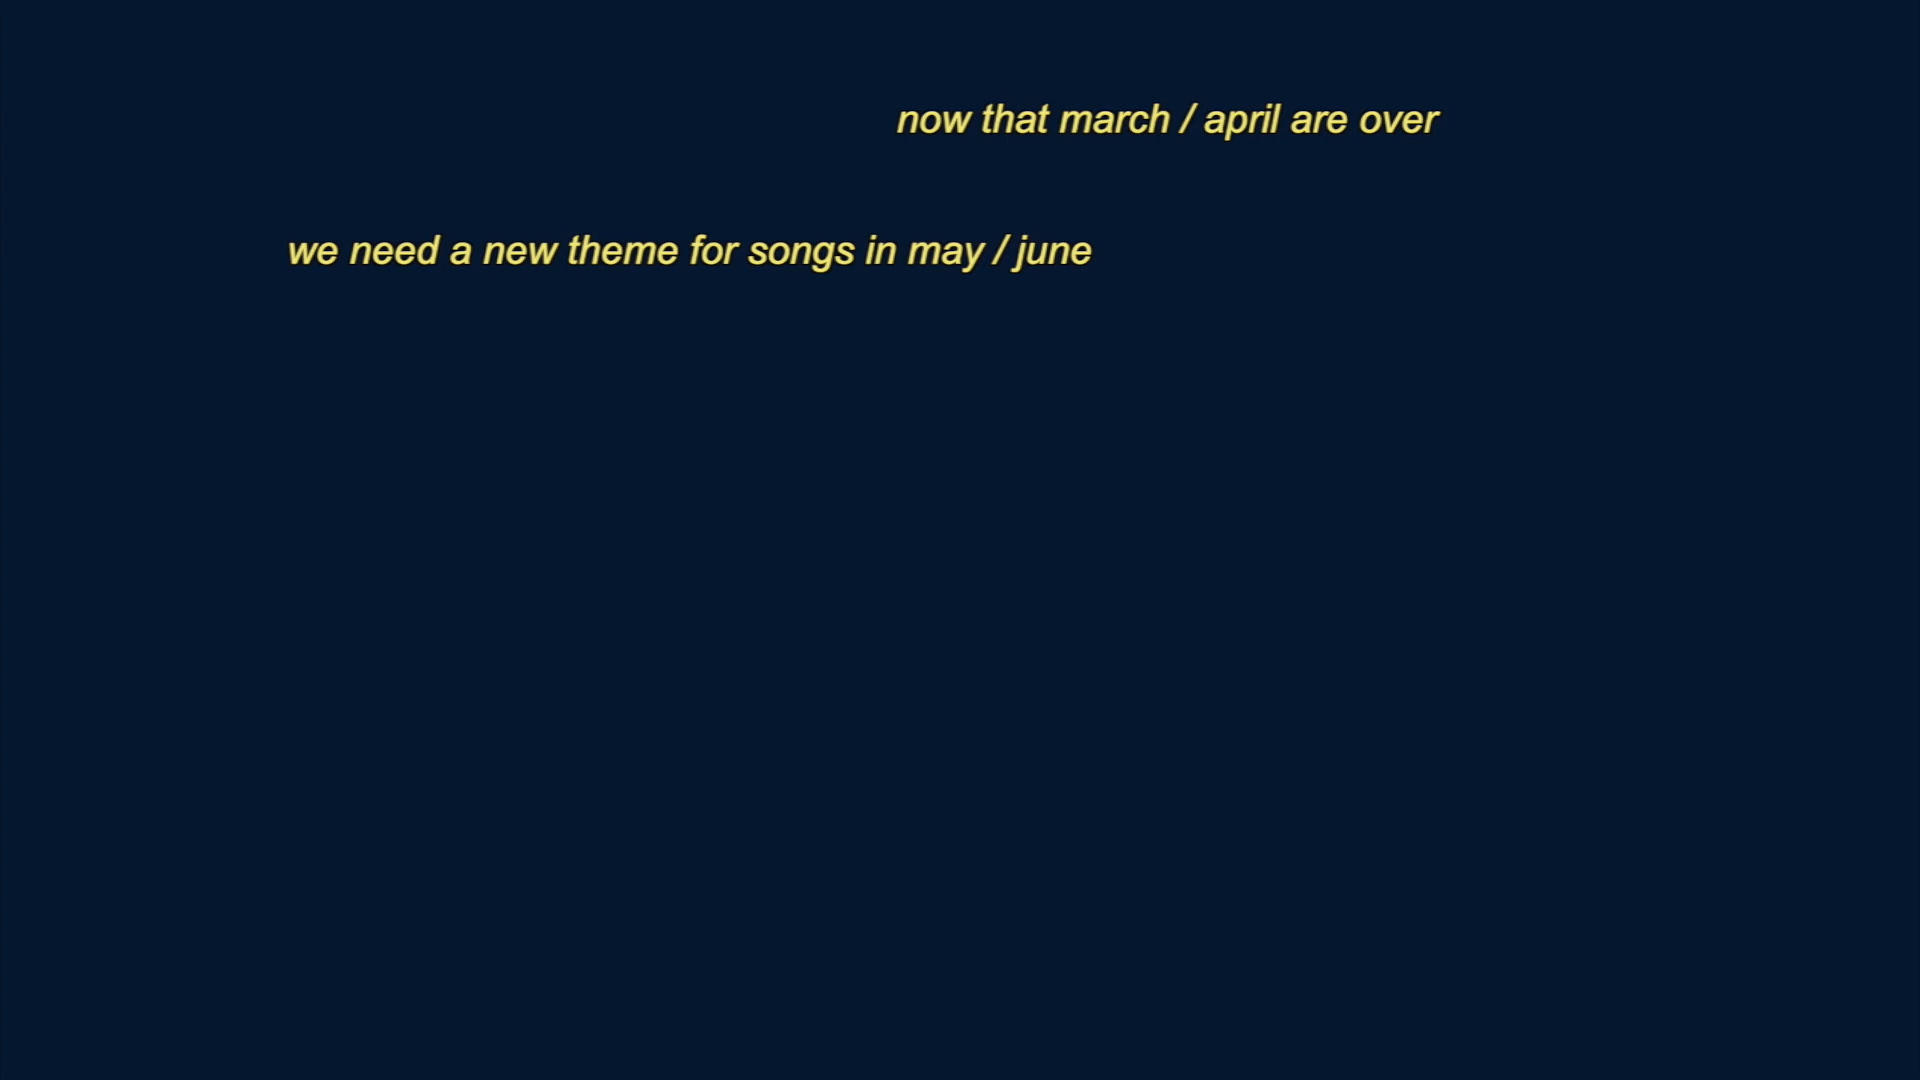 now that march / april are over
we need a new theme for songs in may / june